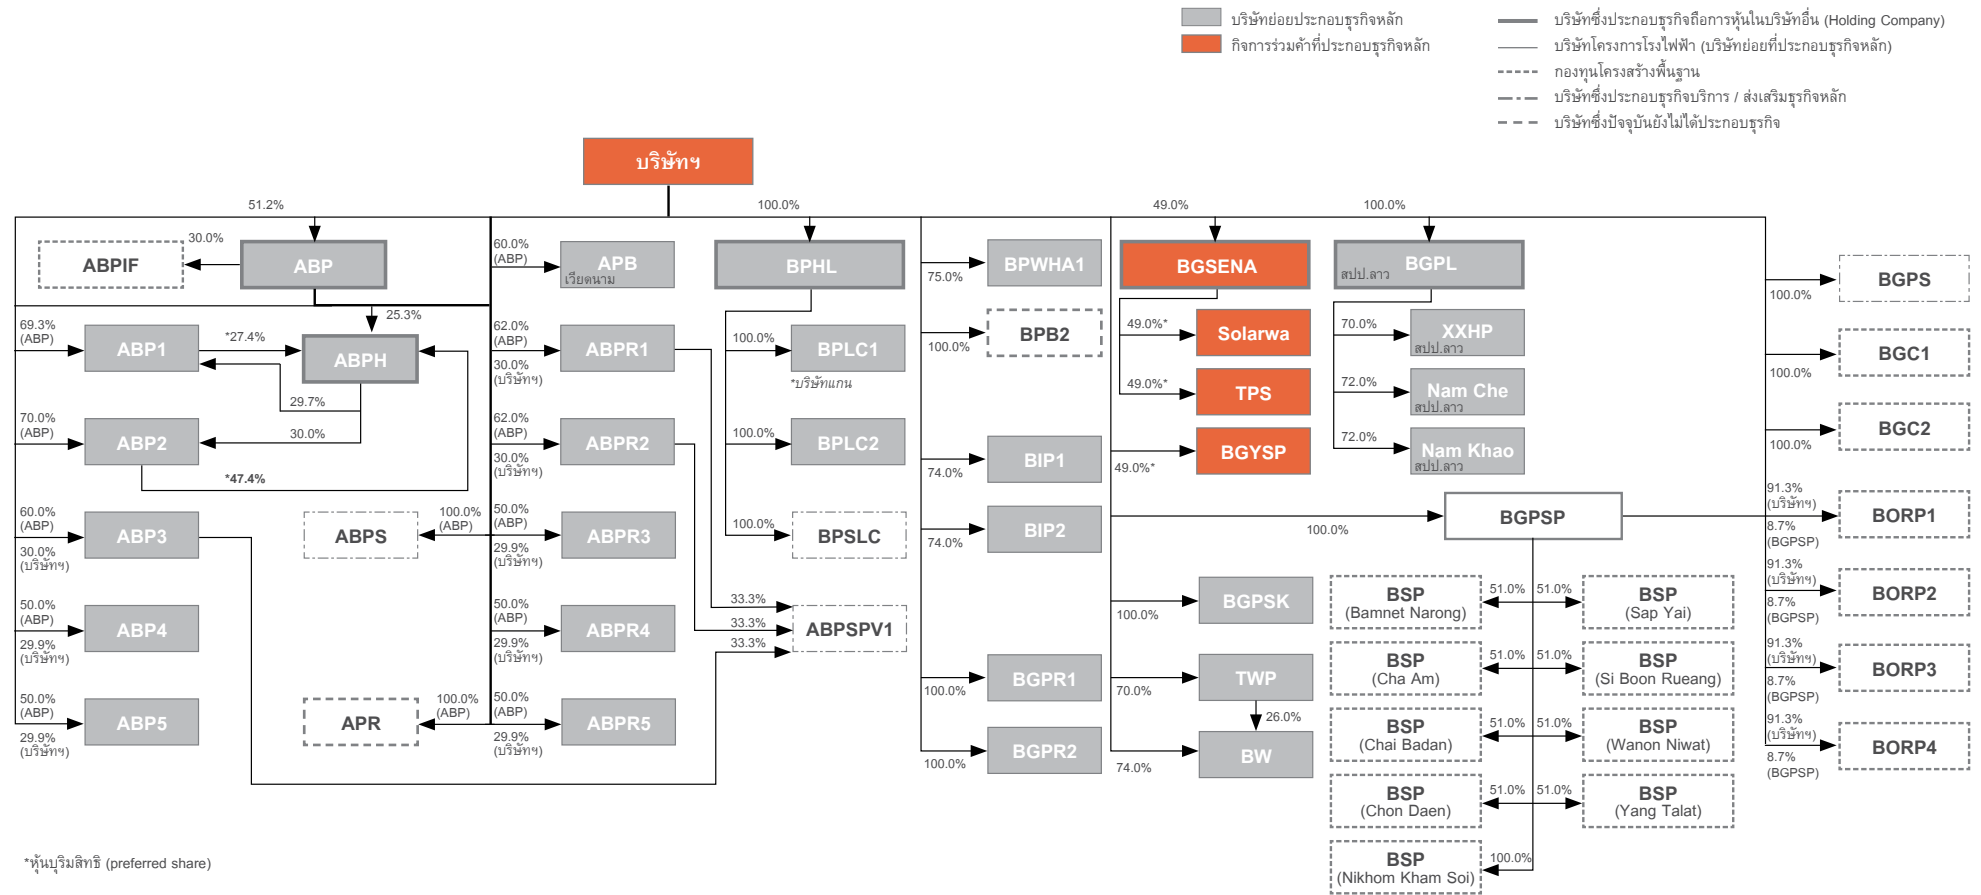 บริษัทย่อยประกอบธุรกิจหลัก
กิจการร่วมค้าที่ประกอบธุรกิจหลัก
บริษัทซึ่งประกอบธุรกิจถือการหุ้นในบริษัทอื่น (Holding Company)
บริษัทโครงการโรงไฟฟ้า (บริษัทย่อยที่ประกอบธุรกิจหลัก)
กองทุนโครงสร้างพื้นฐาน
บริษัทซึ่งประกอบธุรกิจบริการ / ส่งเสริมธุรกิจหลัก
บริษัทซึ่งปัจจุบันยังไม่ได้ประกอบธุรกิจ
บริษัทฯ
51.2%
100.0%
49.0%
100.0%
ABPIF
30.0%
ABP
25.3%
69.3%
(ABP)
ABP1
*27.4%
ABPH
29.7%
70.0%
(ABP)
ABP2
30.0%
*47.4%
60.0%
(ABP)
30.0%
(บริษัทฯ)
ABP3
ABPS
100.0%
(ABP)
50.0%
(ABP)
29.9%
(บริษัทฯ)
ABP4
50.0%
(ABP)
29.9%
(บริษัทฯ)
ABP5
APR
100.0%
(ABP)
60.0%
(ABP)
APB
เวียดนาม
62.0%
(ABP)
30.0%
(บริษัทฯ)
ABPR1
62.0%
(ABP)
30.0%
(บริษัทฯ)
ABPR2
50.0%
(ABP)
29.9%
(บริษัทฯ)
ABPR3
50.0%
(ABP)
29.9%
(บริษัทฯ)
ABPR4
50.0%
(ABP)
29.9%
(บริษัทฯ)
ABPR5
BPHL
100.0%
BPLC1
*บริษัทแกน
100.0%
BPLC2
100.0%
BPSLC
33.3%
33.3%
33.3%
ABPSPV1
75.0%
BPWHA1
100.0%
BPB2
74.0%
BIP1
74.0%
BIP2
100.0%
BGPR1
100.0%
BGPR2
BGSENA
49.0%*
Solarwa
49.0%*
TPS
49.0%*
BGYSP
BGPL
สปป.ลาว
70.0%
XXHP
สปป.ลาว
72.0%
Nam Che
สปป.ลาว
72.0%
Nam Khao
สปป.ลาว
100.0%
BGPSP
100.0%
BGPSK
70.0%
TWP
26.0%
74.0%
BW
BSP
(Bamnet Narong)
51.0%
51.0%
BSP
(Sap Yai)
BSP
(Cha Am)
51.0%
51.0%
BSP
(Si Boon Rueang)
BSP
(Chai Badan)
51.0%
51.0%
BSP
(Wanon Niwat)
BSP
(Chon Daen)
51.0%
51.0%
BSP
(Yang Talat)
BSP
(Nikhom Kham Soi)
100.0%
100.0%
BGPS
100.0%
BGC1
100.0%
BGC2
91.3%
(บริษัทฯ)
8.7%
(BGPSP)
BORP1
91.3%
(บริษัทฯ)
8.7%
(BGPSP)
BORP2
91.3%
(บริษัทฯ)
8.7%
(BGPSP)
BORP3
91.3%
(บริษัทฯ)
8.7%
(BGPSP)
BORP4
*หุ้นบุริมสิทธิ (preferred share)